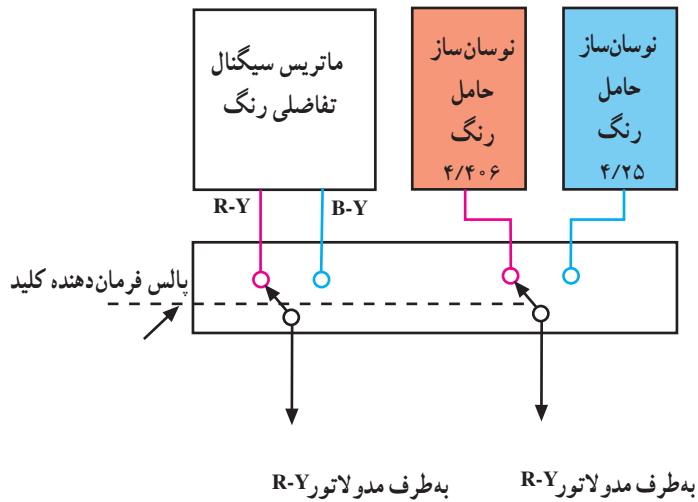 نوسان‌ساز
حامل
رنگ
۴/۲۵
نوسان‌ساز
حامل
رنگ
۴/۴۰۶
ماتریس سیگنال
تفاضلی رنگ
R-Y
B-Y
پالس فرمان‌دهنده کلید
به‌طرف مدولاتور R-Y
به‌طرف مدولاتور R-Y